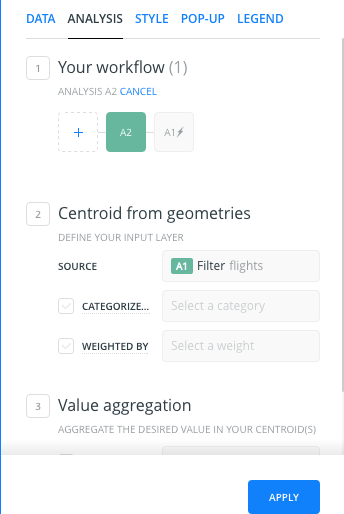 DATA ANALYSIS STYLE POP-UP LEGEND
1 Your workflow (1)
ANALYSIS A2 CANCEL
+ A2 A1
2 Centroid from geometries
DEFINE YOUR INPUT LAYER
SOURCE A1 Filter flights
CATEGORIZE... Select a category
WEIGHTED BY Select a weight
3 Value aggregation
AGGREGATE THE DESIRED VALUE IN YOUR CENTROID(S)
APPLY